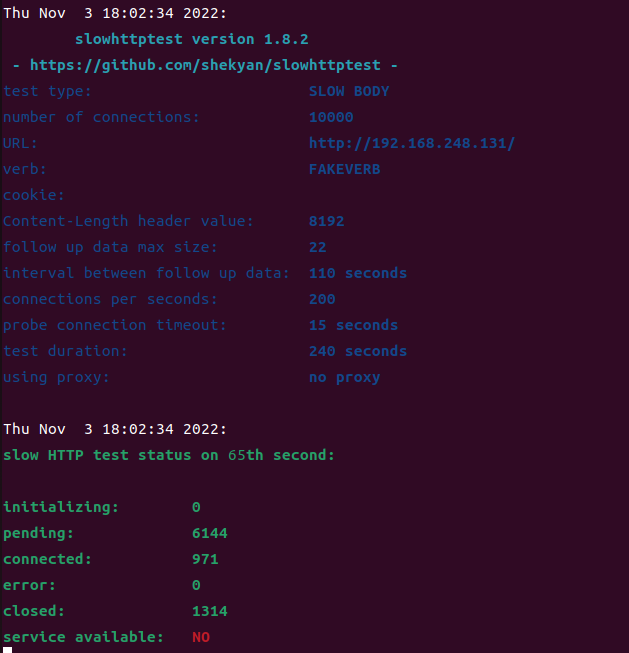 Thu Nov  3 18:02:34 2022:
slowhttptest version 1.8.2
- https://github.com/shekyan/slowhttptest -
test type: SLOW BODY
number of connections: 10000
URL: http://192.168.248.131/
verb: FAKEVERB
cookie:
Content-Length header value: 8192
follow up data max size: 22
interval between follow up data: 110 seconds
connections per seconds: 200
probe connection timeout: 15 seconds
test duration: 240 seconds
using proxy: no proxy
Thu Nov  3 18:02:34 2022:
slow HTTP test status on 65th second:
initializing: 0
pending: 6144
connected: 971
error: 0
closed: 1314
service available: NO